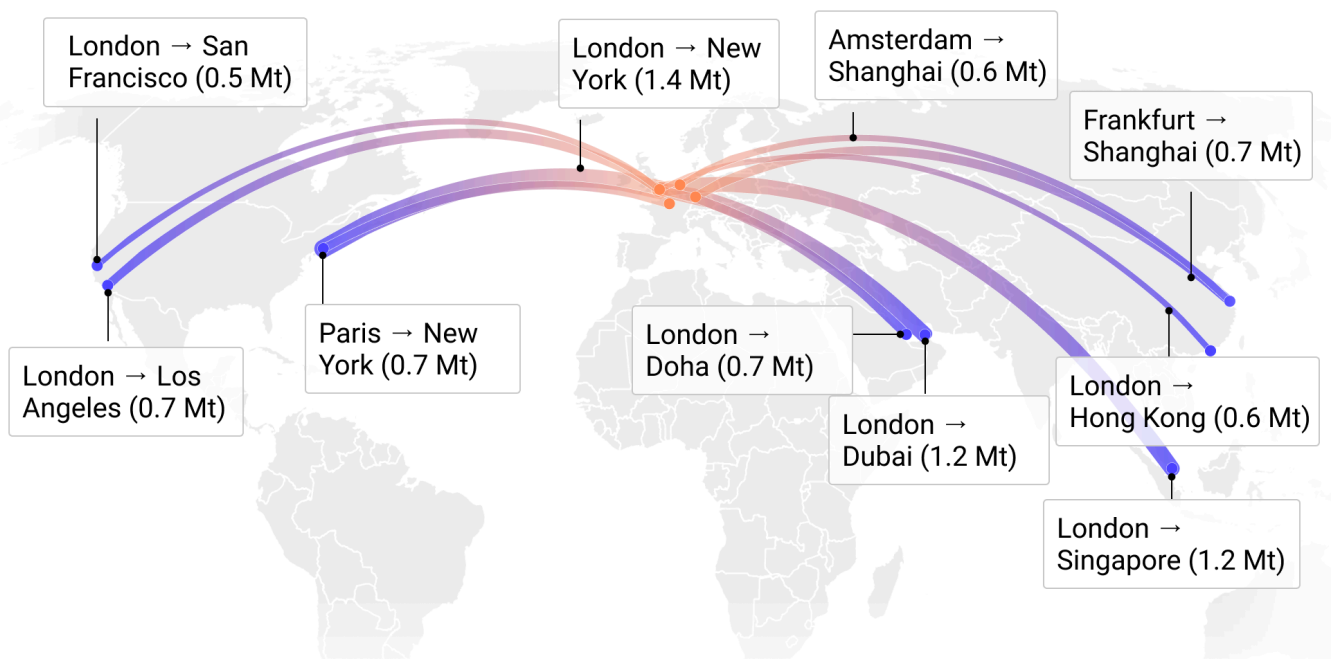 London → San
Francisco (0.5 Mt)
London → New
York (1.4 Mt)
Amsterdam →
Shanghai (0.6 Mt)
Frankfurt →
Shanghai (0.7 Mt)
London → Los
Angeles (0.7 Mt)
Paris → New
York (0.7 Mt)
London →
Doha (0.7 Mt)
London →
Dubai (1.2 Mt)
London →
Hong Kong (0.6 Mt)
London →
Singapore (1.2 Mt)